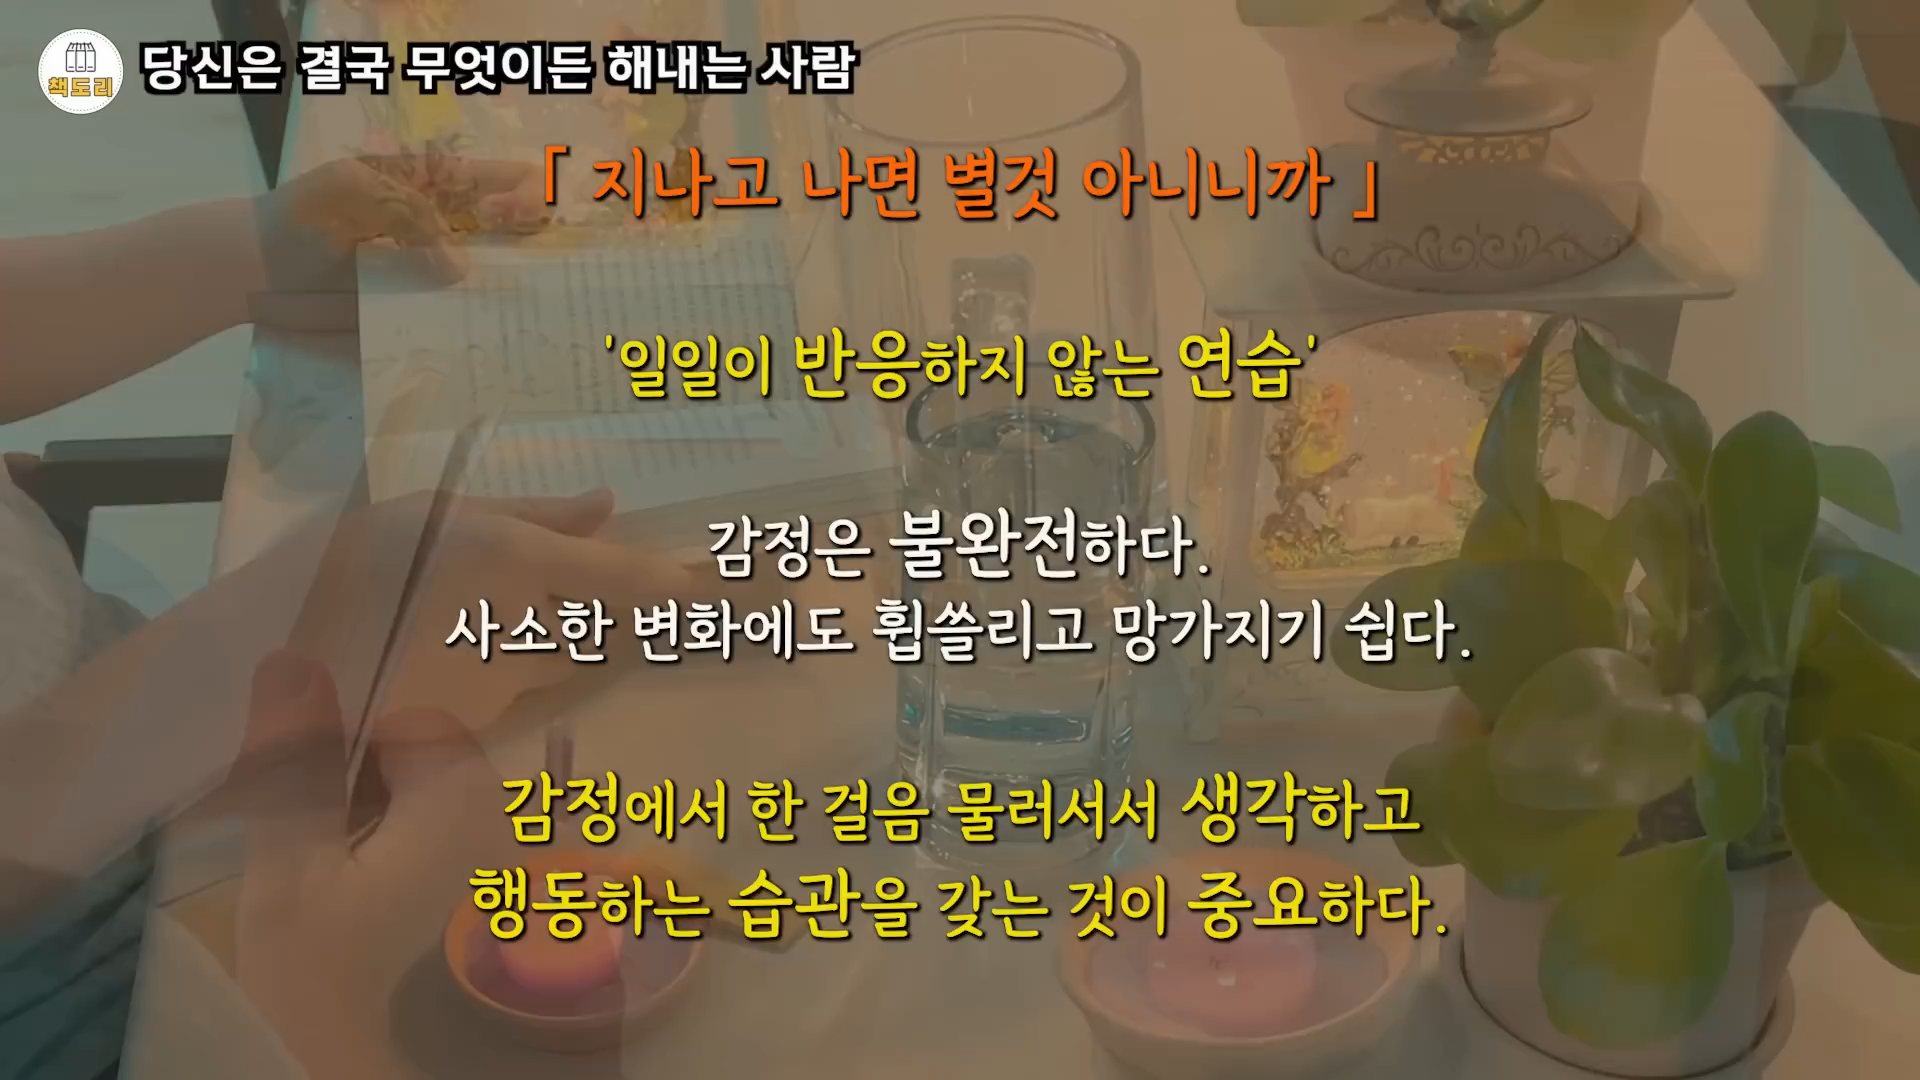 책도리
당신은 결국 무엇이든 해내는 사람
「 지나고 나면 별것 아니니까 」
'일일이 반응하지 않는 연습'
감정은 불완전하다.
사소한 변화에도 휩쓸리고 망가지기 쉽다.
감정에서 한 걸음 물러서서 생각하고
행동하는 습관을 갖는 것이 중요하다.